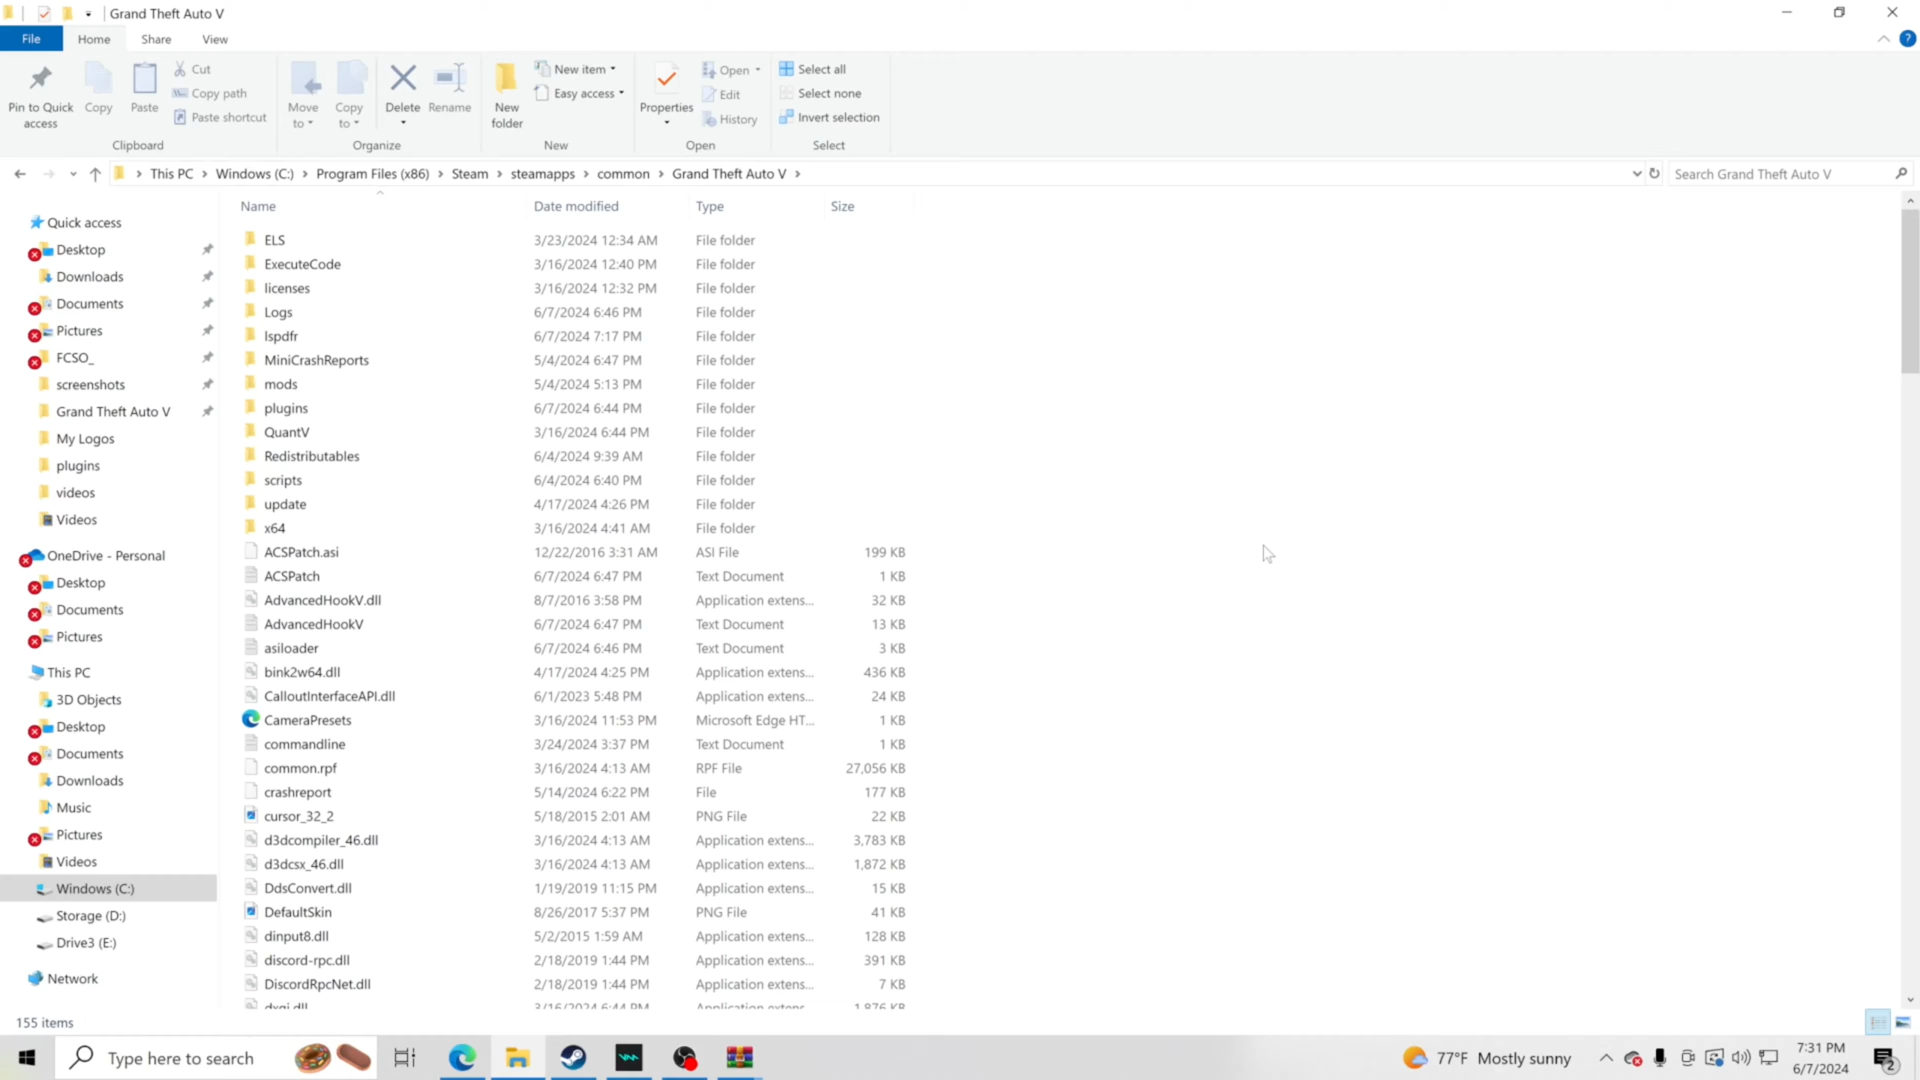 Grand Theft Auto V
File Home Share View
Pin to Quick access
Copy
Paste
Cut
Copy path
Paste shortcut
Clipboard
Move to
Copy to
Delete
Rename
Organize
New folder
New item
Easy access
New
Properties
Open
Edit
History
Open
Select all
Select none
Invert selection
Select
This PC > Windows (C:) > Program Files (x86) > Steam > steamapps > common > Grand Theft Auto V >
Search Grand Theft Auto V
Quick access
Desktop
Downloads
Documents
Pictures
FCSO_
screenshots
Grand Theft Auto V
My Logos
plugins
videos
Videos
OneDrive - Personal
Desktop
Documents
Pictures
This PC
3D Objects
Desktop
Documents
Downloads
Music
Pictures
Videos
Windows (C:)
Storage (D:)
Drive3 (E:)
Network
Name Date modified Type Size
ELS 3/23/2024 12:34 AM File folder
ExecuteCode 3/16/2024 12:40 PM File folder
licenses 3/16/2024 12:32 PM File folder
Logs 6/7/2024 6:46 PM File folder
lspdfr 6/7/2024 7:17 PM File folder
MiniCrashReports 5/4/2024 6:47 PM File folder
mods 5/4/2024 5:13 PM File folder
plugins 6/7/2024 6:44 PM File folder
QuantV 3/16/2024 6:44 PM File folder
Redistributables 6/4/2024 9:39 AM File folder
scripts 6/4/2024 6:40 PM File folder
update 4/17/2024 4:26 PM File folder
x64 3/16/2024 4:41 AM File folder
ACSPatch.asi 12/22/2016 3:31 AM ASI File 199 KB
ACSPatch 6/7/2024 6:47 PM Text Document 1 KB
AdvancedHookV.dll 8/7/2016 3:58 PM Application extens... 32 KB
AdvancedHookV 6/7/2024 6:47 PM Text Document 13 KB
asiloader 6/7/2024 6:46 PM Text Document 3 KB
bink2w64.dll 4/17/2024 4:25 PM Application extens... 436 KB
CalloutInterfaceAPI.dll 6/1/2023 5:48 PM Application extens... 24 KB
CameraPresets 3/16/2024 11:53 PM Microsoft Edge HT... 1 KB
commandline 3/24/2024 3:37 PM Text Document 1 KB
common.rpf 3/16/2024 4:13 AM RPF File 27,056 KB
crashreport 5/14/2024 6:22 PM File 177 KB
cursor_32_2 5/18/2015 2:01 AM PNG File 22 KB
d3dcompiler_46.dll 3/16/2024 4:13 AM Application extens... 3,783 KB
d3dcsx_46.dll 3/16/2024 4:13 AM Application extens... 1,872 KB
DdsConvert.dll 1/19/2019 11:15 PM Application extens... 15 KB
DefaultSkin 8/26/2017 5:37 PM PNG File 41 KB
dinput8.dll 5/2/2015 1:59 AM Application extens... 128 KB
discord-rpc.dll 2/18/2019 1:44 PM Application extens... 391 KB
DiscordRpcNet.dll 2/18/2019 1:44 PM Application extens... 7 KB
dxgi.dll 3/16/2024 6:44 PM Application extens... 1,876 KB
155 items
Type here to search
77°F Mostly sunny
7:31 PM
6/7/2024
2